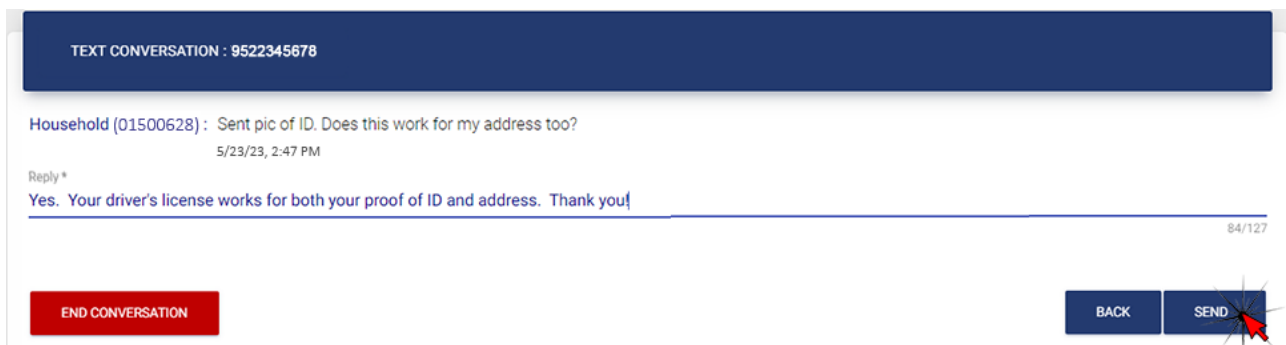 TEXT CONVERSATION : 9522345678
Household (01500628) : Sent pic of ID. Does this work for my address too?
5/23/23, 2:47 PM
Reply *
Yes.  Your driver's license works for both your proof of ID and address.  Thank you!
84/127
END CONVERSATION
BACK
SEND